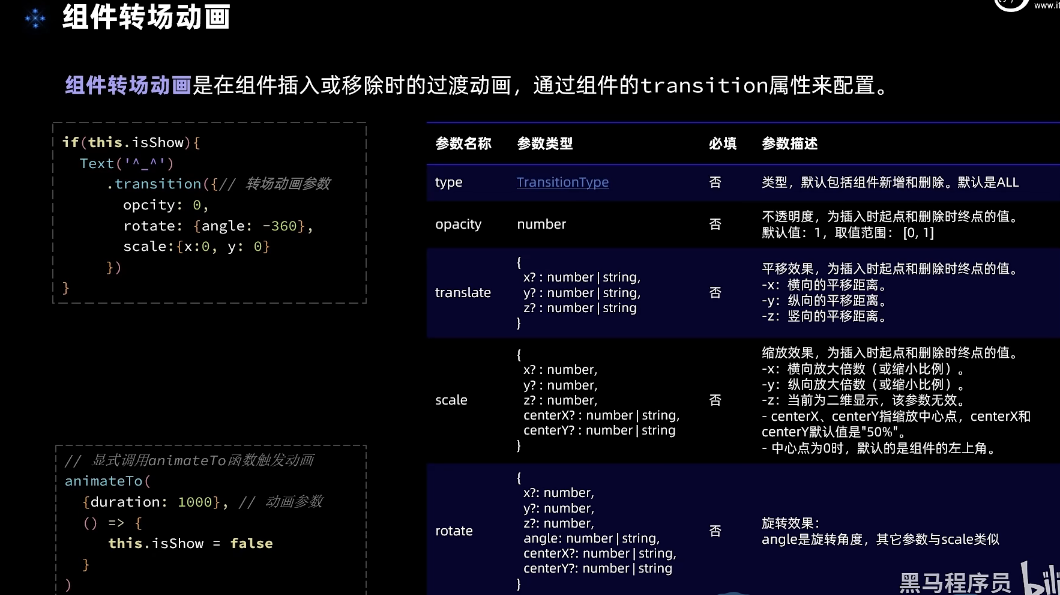 组件转场动画
www.i
组件转场动画是在组件插入或移除时的过渡动画，通过组件的transition属性来配置。
if(this.isShow){
Text('^_^')
.transition({// 转场动画参数
opcity: 0,
rotate: {angle: -360},
scale:{x:0, y: 0}
})
}
// 显式调用animateTo函数触发动画
animateTo(
{duration: 1000}, // 动画参数
() => {
this.isShow = false
}
)
参数名称 参数类型 必填 参数描述
type TransitionType 否 类型，默认包括组件新增和删除。默认是ALL
opacity number 否 不透明度，为插入时起点和删除时终点的值。
默认值：1，取值范围： [0, 1]
translate
{
x? : number | string,
y? : number | string,
z? : number | string
}
否
平移效果，为插入时起点和删除时终点的值。
-x：横向的平移距离。
-y：纵向的平移距离。
-z：竖向的平移距离。
scale
{
x? : number,
y? : number,
z? : number,
centerX? : number | string,
centerY? : number | string
}
否
缩放效果，为插入时起点和删除时终点的值。
-x：横向放大倍数（或缩小比例）。
-y：纵向放大倍数（或缩小比例）。
-z：当前为二维显示，该参数无效。
- centerX、centerY指缩放中心点，centerX和
centerY默认值是"50%"。
- 中心点为0时，默认的是组件的左上角。
rotate
{
x?: number,
y?: number,
z?: number,
angle: number | string,
centerX?: number | string,
centerY?: number | string
}
否
旋转效果：
angle是旋转角度，其它参数与scale类似
黑马程序员 bili